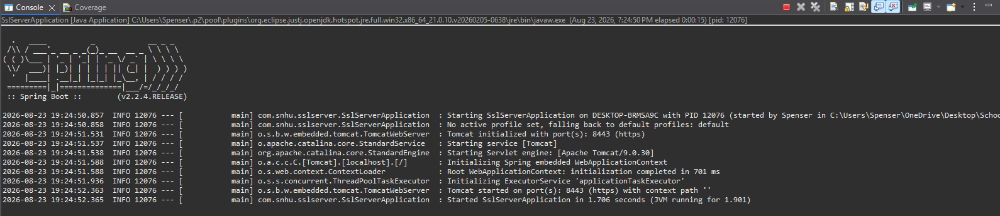 Console Coverage
SslServerApplication [Java Application] C:\Users\Spenser\.p2\pool\plugins\org.eclipse.justj.openjdk.hotspot.jre.full.win32.x86_64_21.0.10.v20260205-0638\jre\bin\javaw.exe (Aug 23, 2026, 7:24:50 PM elapsed 0:00:15) [pid: 12076]
Spring
:: Spring Boot ::        (v2.2.4.RELEASE)
2026-08-23 19:24:50.857  INFO 12076 --- [           main] com.snhu.sslserver.SslServerApplication  : Starting SslServerApplication on DESKTOP-BRMSA9C with PID 12076 (started by Spenser in C:\Users\Spenser\OneDrive\Desktop\Schoo
2026-08-23 19:24:50.858  INFO 12076 --- [           main] com.snhu.sslserver.SslServerApplication  : No active profile set, falling back to default profiles: default
2026-08-23 19:24:51.531  INFO 12076 --- [           main] o.s.b.w.embedded.tomcat.TomcatWebServer  : Tomcat initialized with port(s): 8443 (https)
2026-08-23 19:24:51.537  INFO 12076 --- [           main] o.apache.catalina.core.StandardService   : Starting service [Tomcat]
2026-08-23 19:24:51.538  INFO 12076 --- [           main] org.apache.catalina.core.StandardEngine  : Starting Servlet engine: [Apache Tomcat/9.0.30]
2026-08-23 19:24:51.588  INFO 12076 --- [           main] o.a.c.c.C.[Tomcat].[localhost].[/]       : Initializing Spring embedded WebApplicationContext
2026-08-23 19:24:51.588  INFO 12076 --- [           main] o.s.web.context.ContextLoader            : Root WebApplicationContext: initialization completed in 701 ms
2026-08-23 19:24:51.936  INFO 12076 --- [           main] o.s.s.concurrent.ThreadPoolTaskExecutor  : Initializing ExecutorService 'applicationTaskExecutor'
2026-08-23 19:24:52.363  INFO 12076 --- [           main] o.s.b.w.embedded.tomcat.TomcatWebServer  : Tomcat started on port(s): 8443 (https) with context path ''
2026-08-23 19:24:52.365  INFO 12076 --- [           main] com.snhu.sslserver.SslServerApplication  : Started SslServerApplication in 1.706 seconds (JVM running for 1.901)